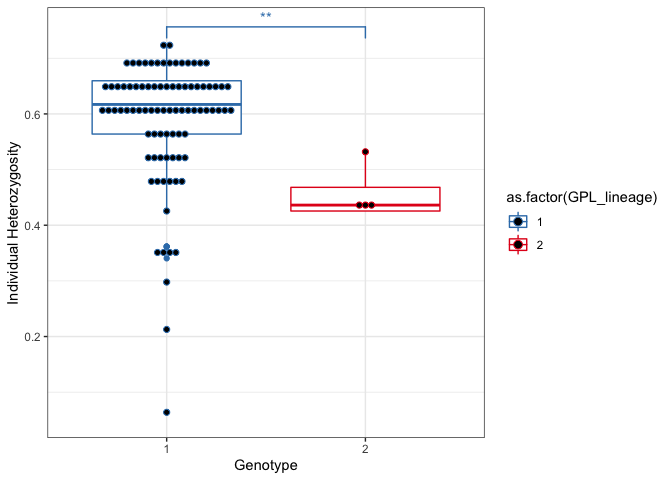 **
Individual Heterozygosity
0.6
0.4
0.2
1
2
Genotype
as.factor(GPL_lineage)
1
2